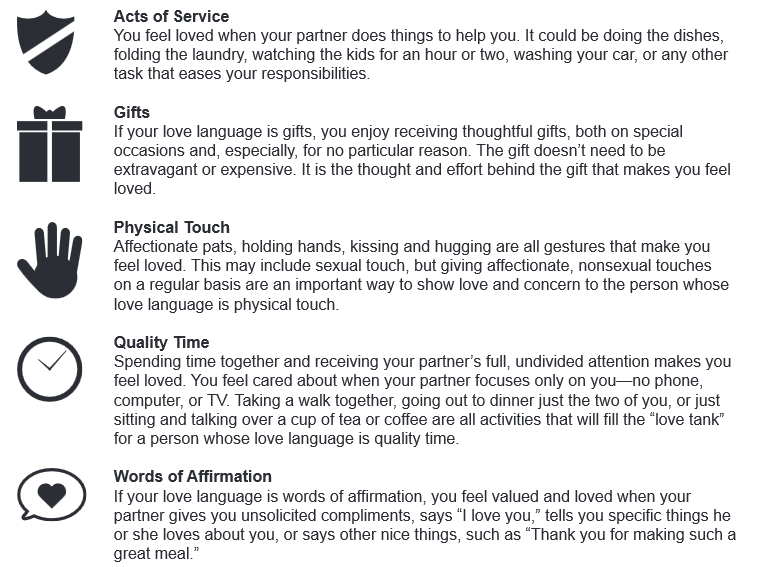 Acts of Service
You feel loved when your partner does things to help you. It could be doing the dishes,
folding the laundry, watching the kids for an hour or two, washing your car, or any other
task that eases your responsibilities.
Gifts
If your love language is gifts, you enjoy receiving thoughtful gifts, both on special
occasions and, especially, for no particular reason. The gift doesn’t need to be
extravagant or expensive. It is the thought and effort behind the gift that makes you feel
loved.
Physical Touch
Affectionate pats, holding hands, kissing and hugging are all gestures that make you
feel loved. This may include sexual touch, but giving affectionate, nonsexual touches
on a regular basis are an important way to show love and concern to the person whose
love language is physical touch.
Quality Time
Spending time together and receiving your partner’s full, undivided attention makes you
feel loved. You feel cared about when your partner focuses only on you—no phone,
computer, or TV. Taking a walk together, going out to dinner just the two of you, or just
sitting and talking over a cup of tea or coffee are all activities that will fill the “love tank”
for a person whose love language is quality time.
Words of Affirmation
If your love language is words of affirmation, you feel valued and loved when your
partner gives you unsolicited compliments, says “I love you,” tells you specific things he
or she loves about you, or says other nice things, such as “Thank you for making such a
great meal.”